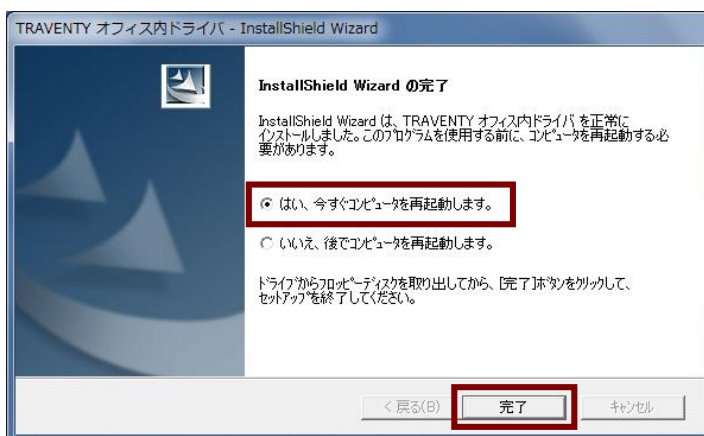 TRAVENTY オフィス内ドライバ - InstallShield Wizard
InstallShield Wizard の完了
InstallShield Wizard は、TRAVENTY オフィス内ドライバ を正常に
インストールしました。このプログラムを使用する前に、コンピュータを再起動する必
要があります。
はい、今すぐコンピュータを再起動します。
いいえ、後でコンピュータを再起動します。
ドライブからフロッピーディスクを取り出してから、[完了]ボタンをクリックして、
セットアップを終了してください。
< 戻る(B)
完了
キャンセル